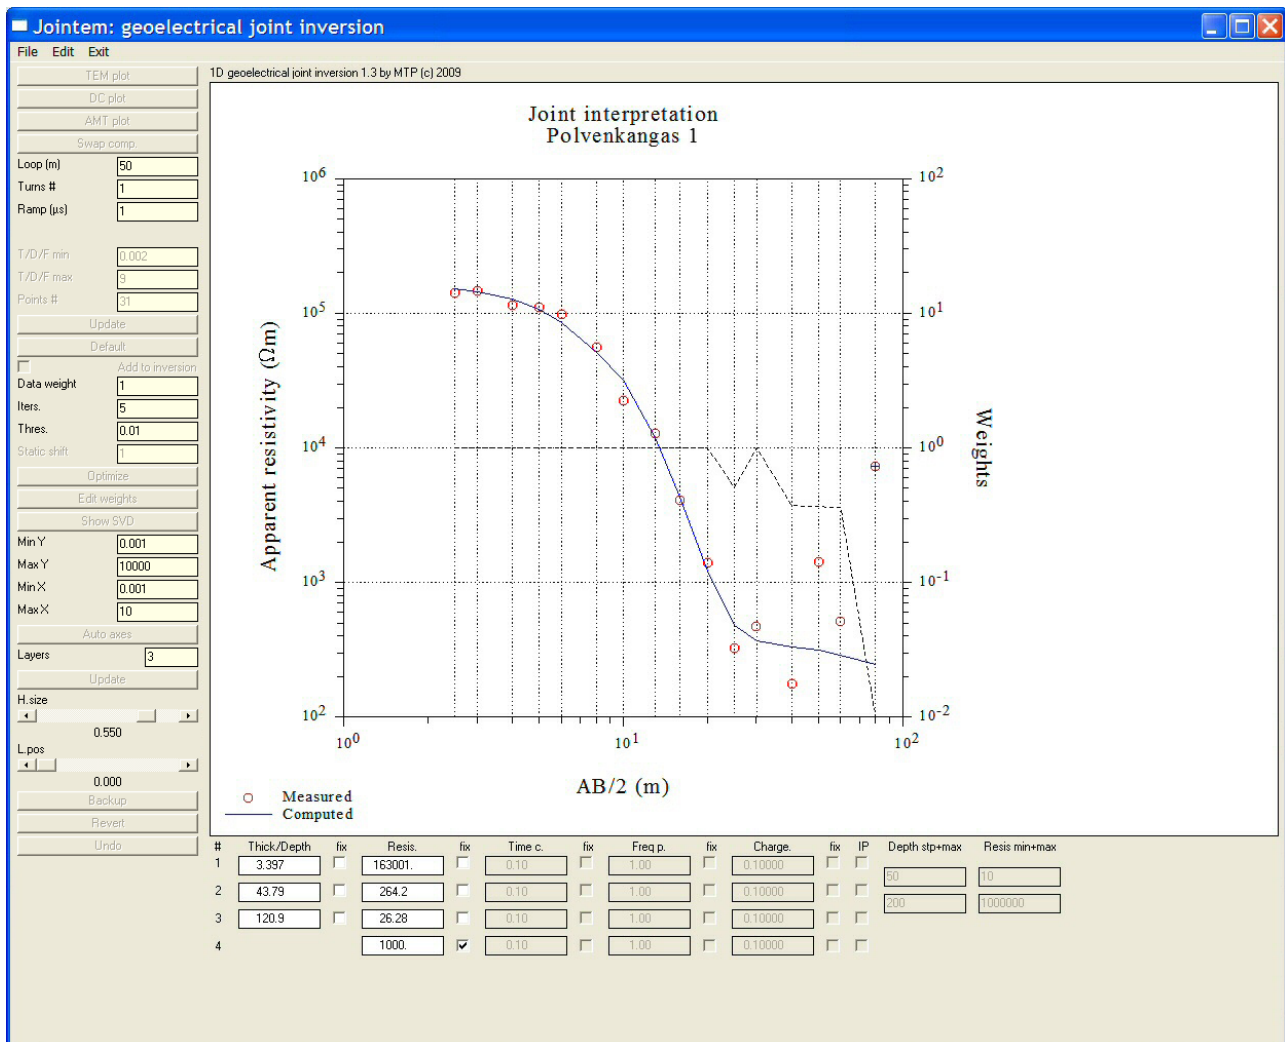 Jointem: geoelectrical joint inversion
File Edit Exit
TEM plot
DC plot
AMT plot
Swap comp.
Loop (m) 50
Turns # 1
Ramp (µs) 1
T/D/F min 0.002
T/D/F max 9
Points # 31
Update
Default
Add to inversion
Data weight 1
Iters. 5
Thres. 0.01
Static shift 1
Optimize
Edit weights
Show SVD
Min Y 0.001
Max Y 10000
Min X 0.001
Max X 10
Auto axes
Layers 3
Update
H.size
0.550
L.pos
0.000
Backup
Revert
Undo
1D geoelectrical joint inversion 1.3 by MTP (c) 2009
Joint interpretation
Polvenkangas 1
10^6 10^2
10^5 10^1
10^4 10^0
10^3 10^-1
10^2 10^-2
Apparent resistivity (Ωm)
Weights
10^0 10^1 10^2
AB/2 (m)
Measured
Computed
# Thick./Depth fix Resis. fix Time c. fix Freq p. fix Charge. fix IP Depth stp+max Resis min+max
1 3.397 163001. 0.10 1.00 0.10000 50 10
2 43.79 264.2 0.10 1.00 0.10000 200 1000000
3 120.9 26.28 0.10 1.00 0.10000
4 1000. 0.10 1.00 0.10000